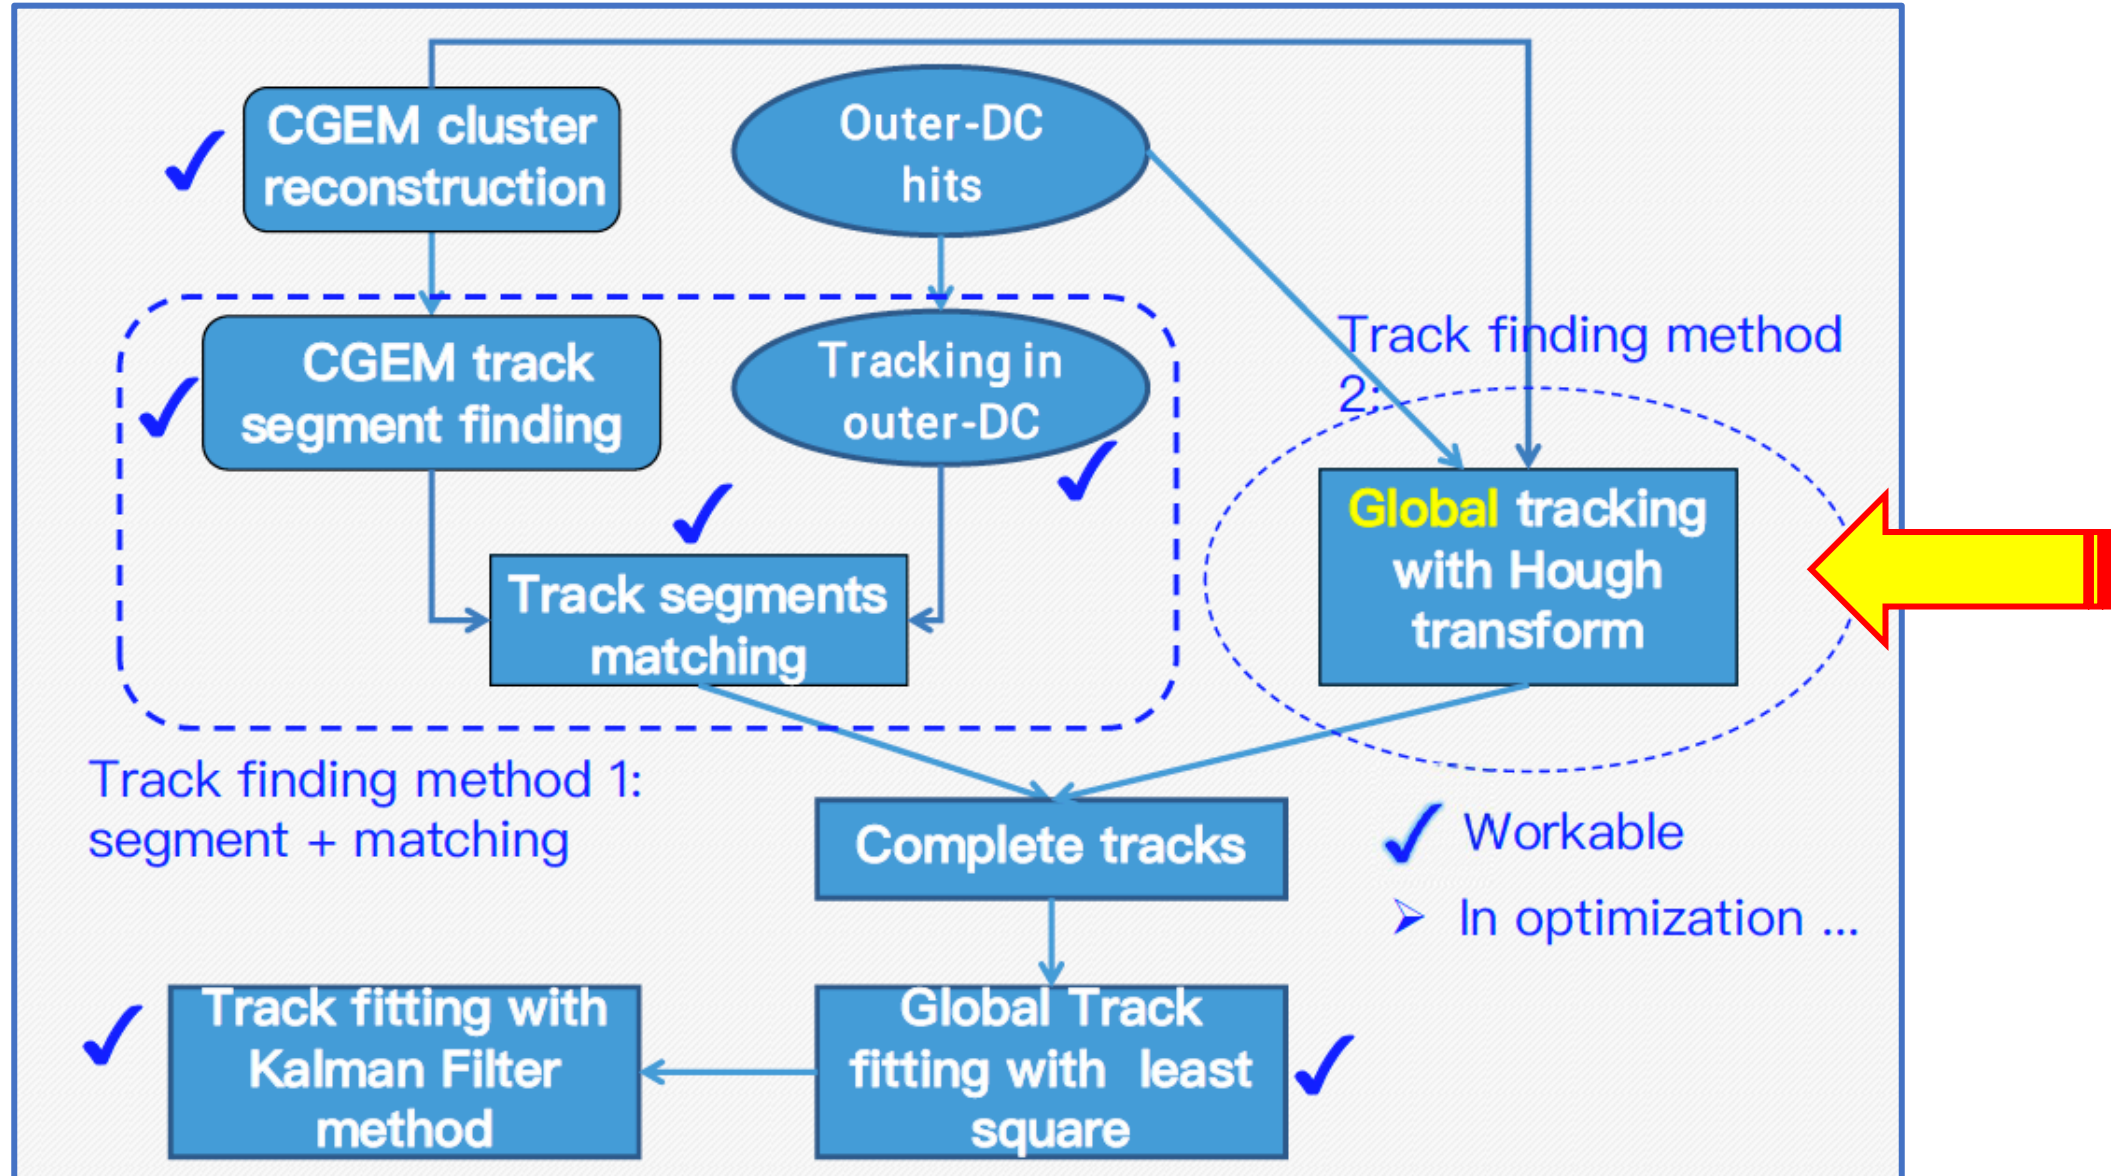 CGEM cluster
reconstruction
Outer-DC
hits
CGEM track
segment finding
Tracking in
outer-DC
Track finding method
2:
Global tracking
with Hough
transform
Track segments
matching
Track finding method 1:
segment + matching
Complete tracks
Workable
In optimization ...
Track fitting with
Kalman Filter
method
Global Track
fitting with least
square